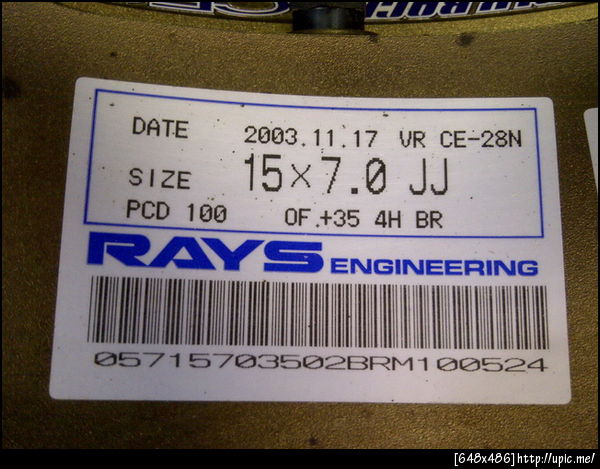 DATE 2003.11.17 VR CE-28N
SIZE 15×7.0 JJ
PCD 100 OF.+35 4H BR
RAYS ENGINEERING
05715703502BRM100524
[648x486]http://upic.me/